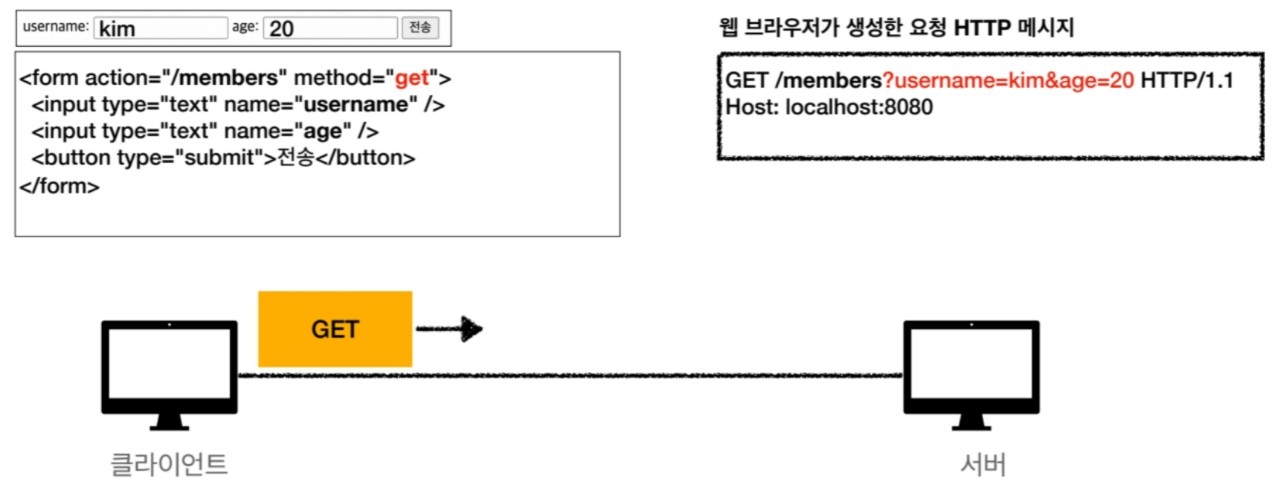 username: kim age: 20 전송
<form action="/members" method="get">
<input type="text" name="username" />
<input type="text" name="age" />
<button type="submit">전송</button>
</form>
웹 브라우저가 생성한 요청 HTTP 메시지
GET /members?username=kim&age=20 HTTP/1.1
Host: localhost:8080
GET
클라이언트
서버